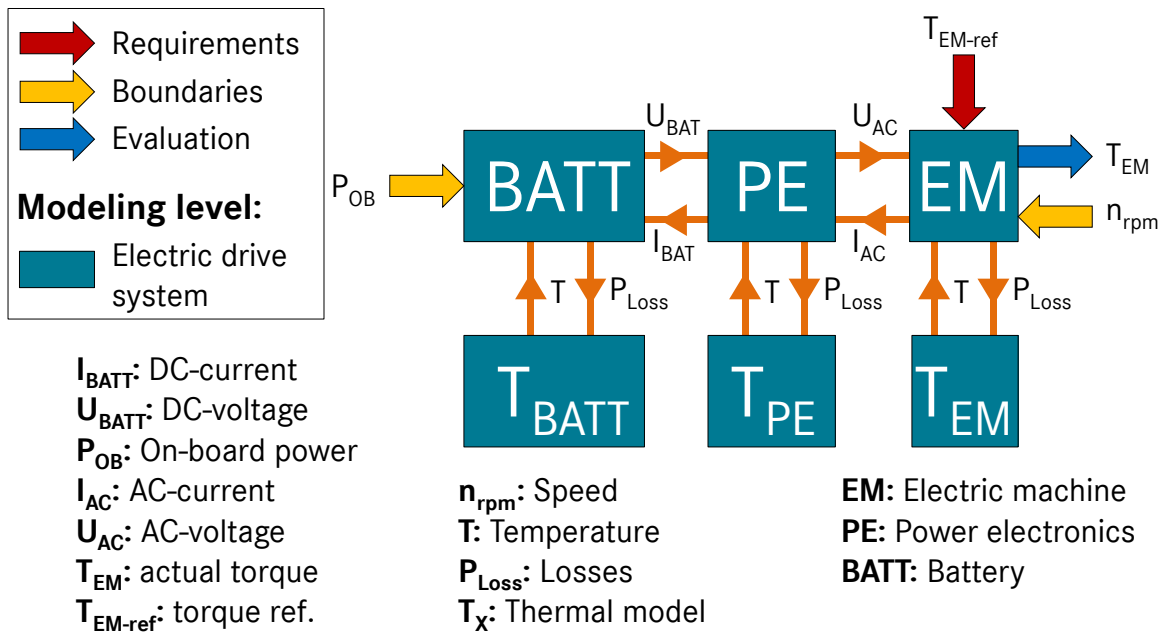 Requirements
Boundaries
Evaluation
Modeling level:
Electric drive
system
T_EM-ref
U_BAT
U_AC
P_OB
BATT
PE
EM
T_EM
n_rpm
I_BAT
I_AC
T
P_Loss
T
P_Loss
T
P_Loss
T_BATT
T_PE
T_EM
I_BATT: DC-current
U_BATT: DC-voltage
P_OB: On-board power
I_AC: AC-current
U_AC: AC-voltage
T_EM: actual torque
T_EM-ref: torque ref.
n_rpm: Speed
T: Temperature
P_Loss: Losses
T_X: Thermal model
EM: Electric machine
PE: Power electronics
BATT: Battery